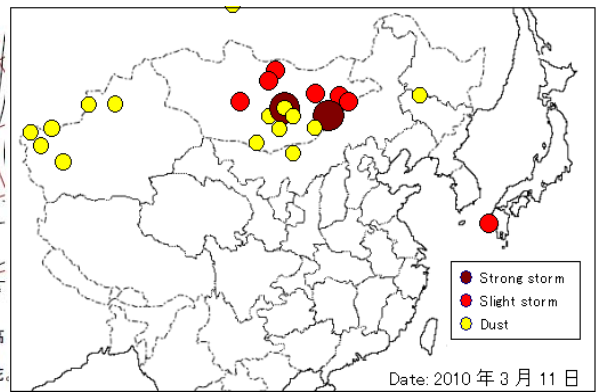 Strong storm
Slight storm
Dust
Date: 2010 年 3 月 11 日